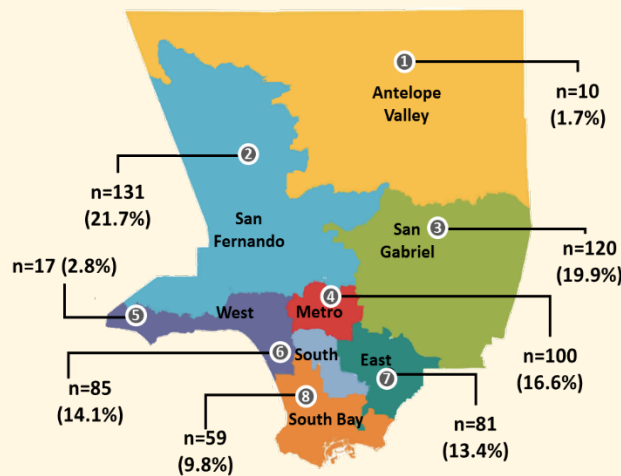 1
Antelope
Valley
n=10
(1.7%)
2
n=131
(21.7%)
San
Fernando
3
San
Gabriel
n=120
(19.9%)
n=17 (2.8%)
5
West
4
Metro
n=100
(16.6%)
6
South
n=85
(14.1%)
East
7
n=81
(13.4%)
8
South Bay
n=59
(9.8%)